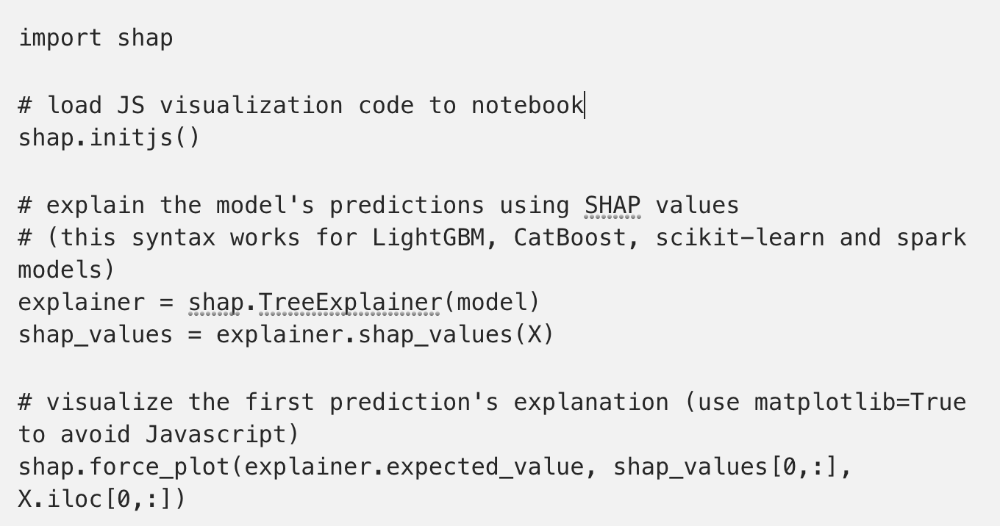 import shap
# load JS visualization code to notebook
shap.initjs()
# explain the model's predictions using SHAP values
# (this syntax works for LightGBM, CatBoost, scikit-learn and spark
models)
explainer = shap.TreeExplainer(model)
shap_values = explainer.shap_values(X)
# visualize the first prediction's explanation (use matplotlib=True
to avoid Javascript)
shap.force_plot(explainer.expected_value, shap_values[0,:],
X.iloc[0,:])